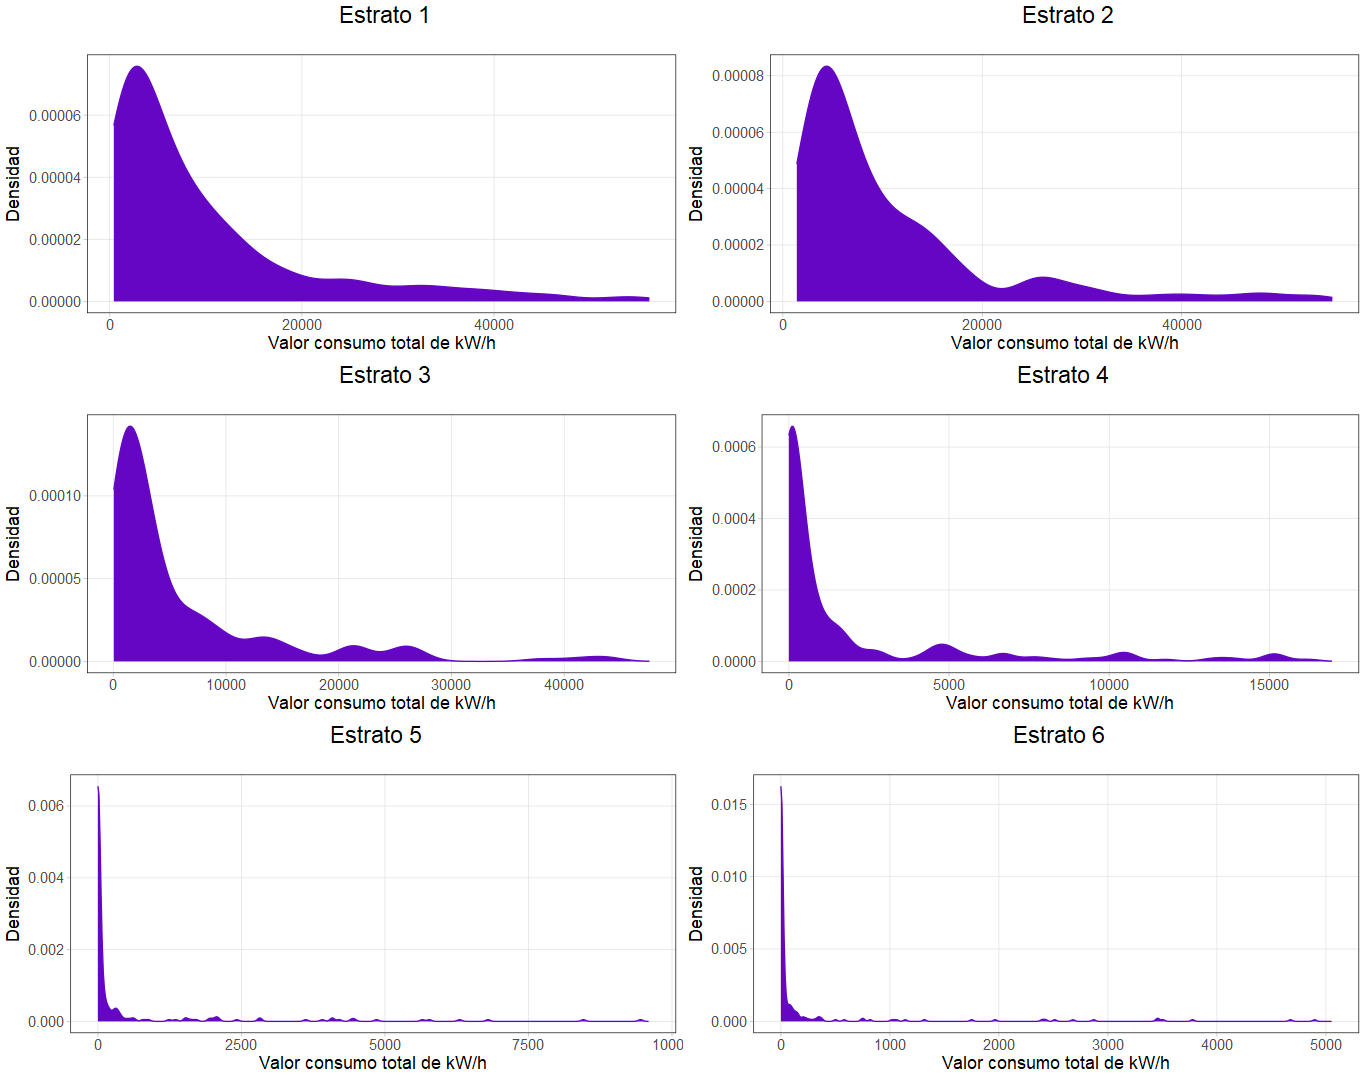 Estrato 1
Densidad
0.00006
0.00004
0.00002
0.00000
0 20000 40000
Valor consumo total de kW/h
Estrato 2
Densidad
0.00008
0.00006
0.00004
0.00002
0.00000
0 20000 40000
Valor consumo total de kW/h
Estrato 3
Densidad
0.00010
0.00005
0.00000
0 10000 20000 30000 40000
Valor consumo total de kW/h
Estrato 4
Densidad
0.0006
0.0004
0.0002
0.0000
0 5000 10000 15000
Valor consumo total de kW/h
Estrato 5
Densidad
0.006
0.004
0.002
0.000
0 2500 5000 7500 1000
Valor consumo total de kW/h
Estrato 6
Densidad
0.015
0.010
0.005
0.000
0 1000 2000 3000 4000 5000
Valor consumo total de kW/h